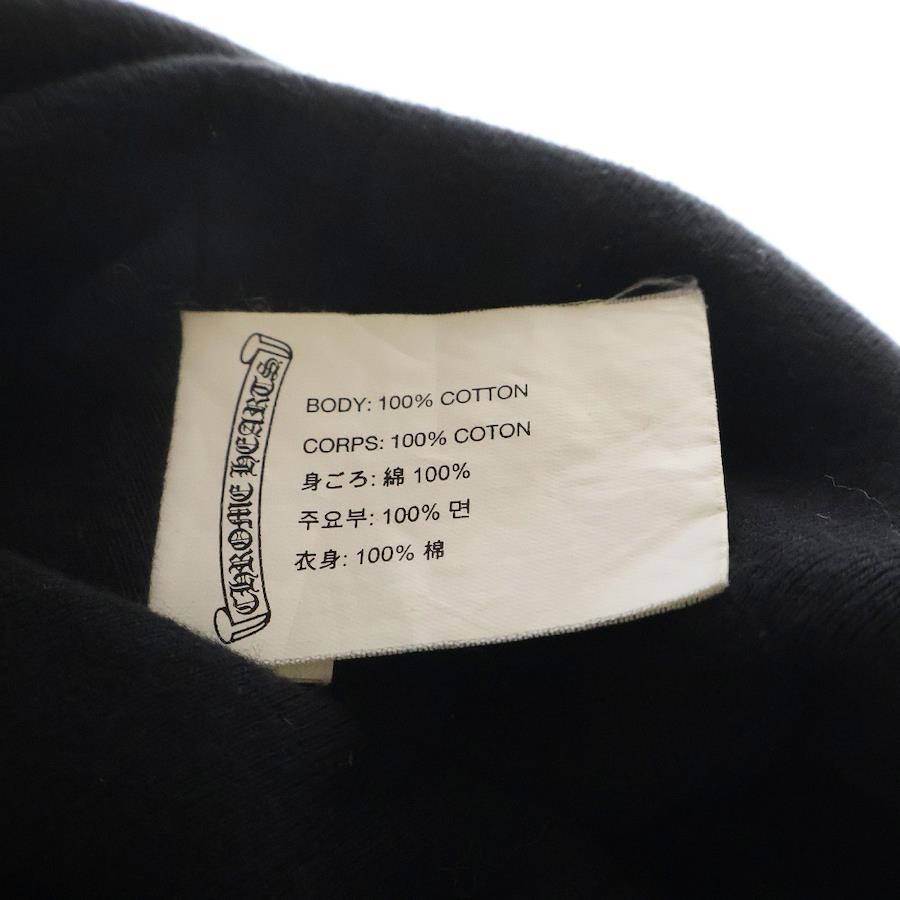 CHROME HEARTS
BODY: 100% COTTON
CORPS: 100% COTON
身ごろ: 綿 100%
주요부: 100% 면
衣身: 100% 棉